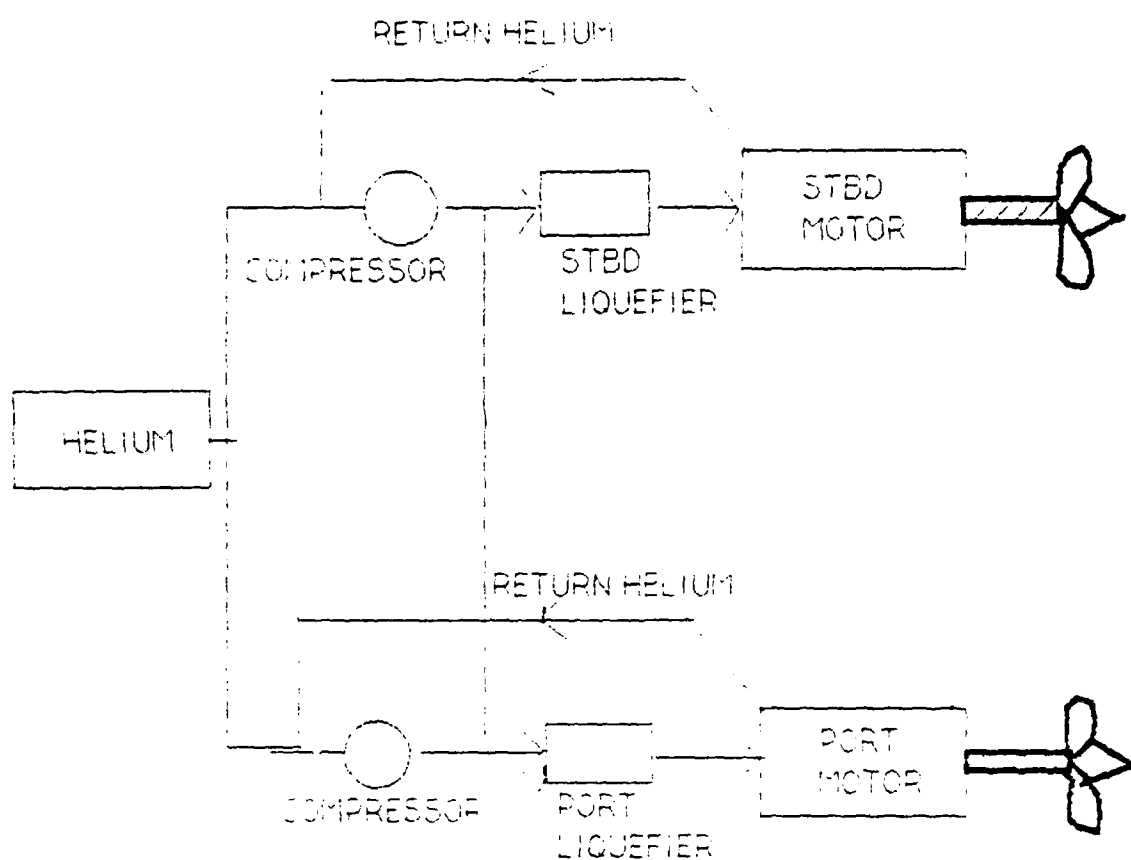 RETURN HELIUM
STBD
MOTOR
COMPRESSOR
STBD
LIQUEFIER
HELIUM
RETURN HELIUM
PORT
MOTOR
COMPRESSOR
PORT
LIQUEFIER